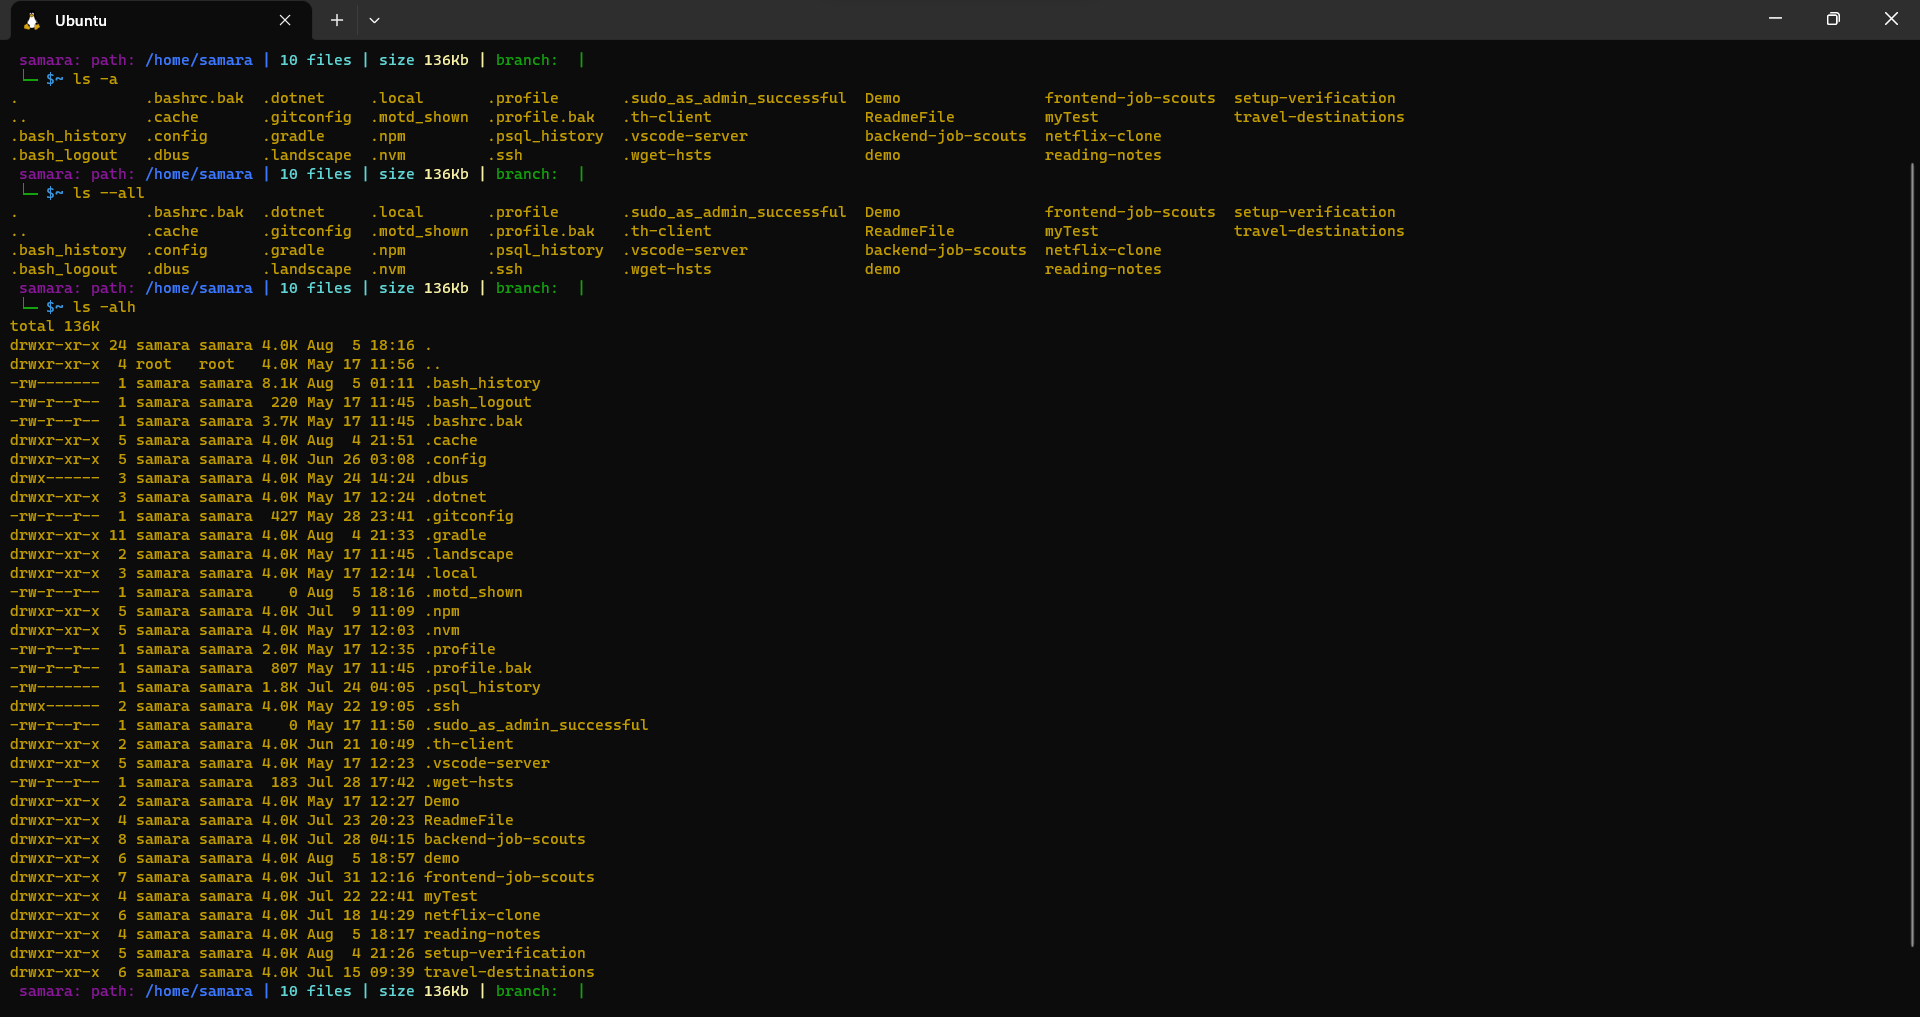 Ubuntu
samara: path: /home/samara | 10 files | size 136Kb | branch:  |
└─ $~ ls -a
.              .bashrc.bak  .dotnet     .local       .profile       .sudo_as_admin_successful  Demo                frontend-job-scouts  setup-verification
..             .cache       .gitconfig  .motd_shown  .profile.bak   .th-client                 ReadmeFile          myTest               travel-destinations
.bash_history  .config      .gradle     .npm         .psql_history  .vscode-server             backend-job-scouts  netflix-clone
.bash_logout   .dbus        .landscape  .nvm         .ssh           .wget-hsts                 demo                reading-notes
samara: path: /home/samara | 10 files | size 136Kb | branch:  |
└─ $~ ls --all
.              .bashrc.bak  .dotnet     .local       .profile       .sudo_as_admin_successful  Demo                frontend-job-scouts  setup-verification
..             .cache       .gitconfig  .motd_shown  .profile.bak   .th-client                 ReadmeFile          myTest               travel-destinations
.bash_history  .config      .gradle     .npm         .psql_history  .vscode-server             backend-job-scouts  netflix-clone
.bash_logout   .dbus        .landscape  .nvm         .ssh           .wget-hsts                 demo                reading-notes
samara: path: /home/samara | 10 files | size 136Kb | branch:  |
└─ $~ ls -alh
total 136K
drwxr-xr-x 24 samara samara 4.0K Aug  5 18:16 .
drwxr-xr-x  4 root   root   4.0K May 17 11:56 ..
-rw-------  1 samara samara 8.1K Aug  5 01:11 .bash_history
-rw-r--r--  1 samara samara  220 May 17 11:45 .bash_logout
-rw-r--r--  1 samara samara 3.7K May 17 11:45 .bashrc.bak
drwxr-xr-x  5 samara samara 4.0K Aug  4 21:51 .cache
drwxr-xr-x  5 samara samara 4.0K Jun 26 03:08 .config
drwx------  3 samara samara 4.0K May 24 14:24 .dbus
drwxr-xr-x  3 samara samara 4.0K May 17 12:24 .dotnet
-rw-r--r--  1 samara samara  427 May 28 23:41 .gitconfig
drwxr-xr-x 11 samara samara 4.0K Aug  4 21:33 .gradle
drwxr-xr-x  2 samara samara 4.0K May 17 11:45 .landscape
drwxr-xr-x  3 samara samara 4.0K May 17 12:14 .local
-rw-r--r--  1 samara samara    0 Aug  5 18:16 .motd_shown
drwxr-xr-x  5 samara samara 4.0K Jul  9 11:09 .npm
drwxr-xr-x  5 samara samara 4.0K May 17 12:03 .nvm
-rw-r--r--  1 samara samara 2.0K May 17 12:35 .profile
-rw-r--r--  1 samara samara  807 May 17 11:45 .profile.bak
-rw-------  1 samara samara 1.8K Jul 24 04:05 .psql_history
drwx------  2 samara samara 4.0K May 22 19:05 .ssh
-rw-r--r--  1 samara samara    0 May 17 11:50 .sudo_as_admin_successful
drwxr-xr-x  2 samara samara 4.0K Jun 21 10:49 .th-client
drwxr-xr-x  5 samara samara 4.0K May 17 12:23 .vscode-server
-rw-r--r--  1 samara samara  183 Jul 28 17:42 .wget-hsts
drwxr-xr-x  2 samara samara 4.0K May 17 12:27 Demo
drwxr-xr-x  4 samara samara 4.0K Jul 23 20:23 ReadmeFile
drwxr-xr-x  8 samara samara 4.0K Jul 28 04:15 backend-job-scouts
drwxr-xr-x  6 samara samara 4.0K Aug  5 18:57 demo
drwxr-xr-x  7 samara samara 4.0K Jul 31 12:16 frontend-job-scouts
drwxr-xr-x  4 samara samara 4.0K Jul 22 22:41 myTest
drwxr-xr-x  6 samara samara 4.0K Jul 18 14:29 netflix-clone
drwxr-xr-x  4 samara samara 4.0K Aug  5 18:17 reading-notes
drwxr-xr-x  5 samara samara 4.0K Aug  4 21:26 setup-verification
drwxr-xr-x  6 samara samara 4.0K Jul 15 09:39 travel-destinations
samara: path: /home/samara | 10 files | size 136Kb | branch:  |